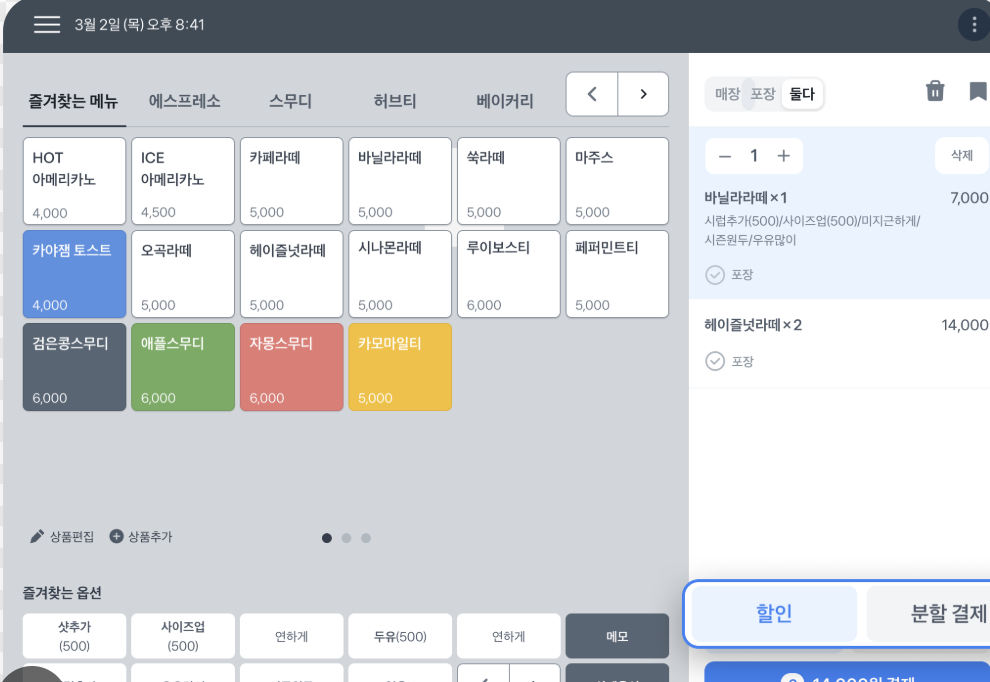 3월 2일 (목) 오후 8:41
즐겨찾는 메뉴 에스프레소 스무디 허브티 베이커리
HOT
아메리카노
4,000
ICE
아메리카노
4,500
카페라떼
5,000
바닐라라떼
5,000
쑥라떼
5,000
마주스
5,000
카야잼 토스트
4,000
오곡라떼
5,000
헤이즐넛라떼
5,000
시나몬라떼
5,000
루이보스티
6,000
페퍼민트티
5,000
검은콩스무디
6,000
애플스무디
6,000
자몽스무디
6,000
카모마일티
5,000
상품편집 상품추가
즐겨찾는 옵션
샷추가
(500)
사이즈업
(500)
연하게
두유(500)
연하게
메모
매장 포장 둘다
1
삭제
바닐라라떼×1 7,000
시럽추가(500)/사이즈업(500)/미지근하게/
시즌원두/우유많이
포장
헤이즐넛라떼×2 14,000
포장
할인 분할 결제